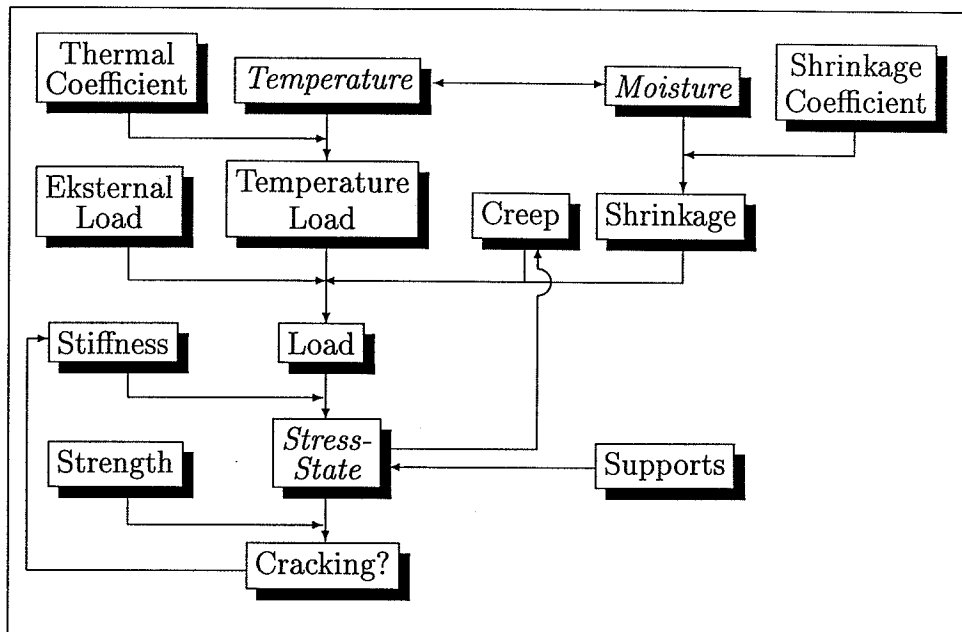 Thermal
Coefficient
Temperature
Moisture
Shrinkage
Coefficient
Eksternal
Load
Temperature
Load
Creep
Shrinkage
Stiffness
Load
Strength
Stress-
State
Supports
Cracking?